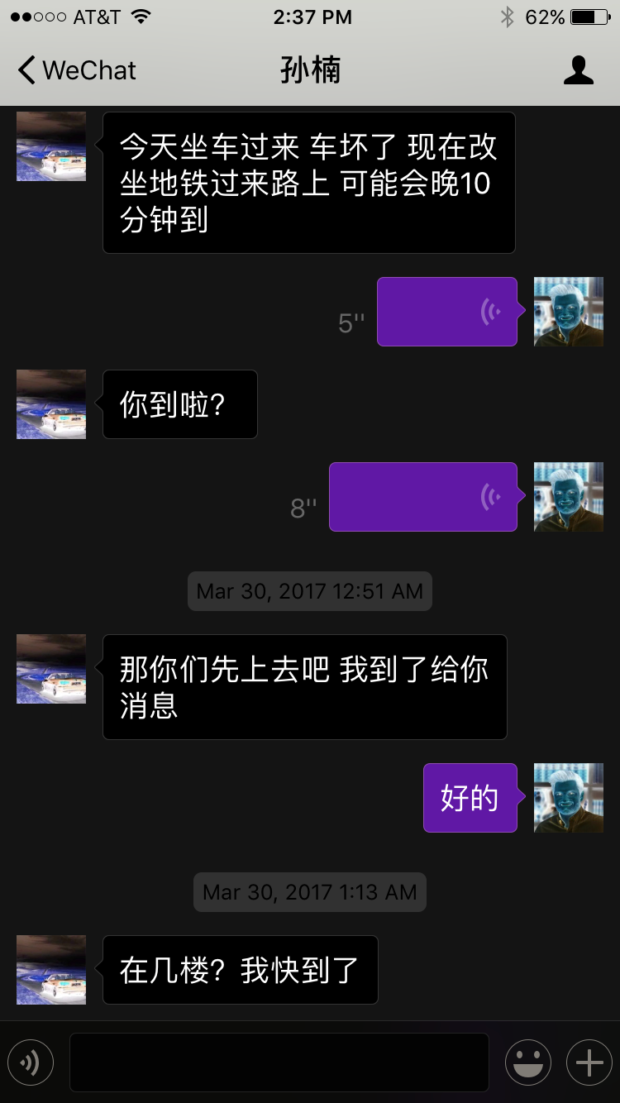 AT&T 2:37 PM 62%
WeChat 孙楠
今天坐车过来 车坏了 现在改
坐地铁过来路上 可能会晚10
分钟到
5''
你到啦?
8''
Mar 30, 2017 12:51 AM
那你们先上去吧 我到了给你
消息
好的
Mar 30, 2017 1:13 AM
在几楼? 我快到了